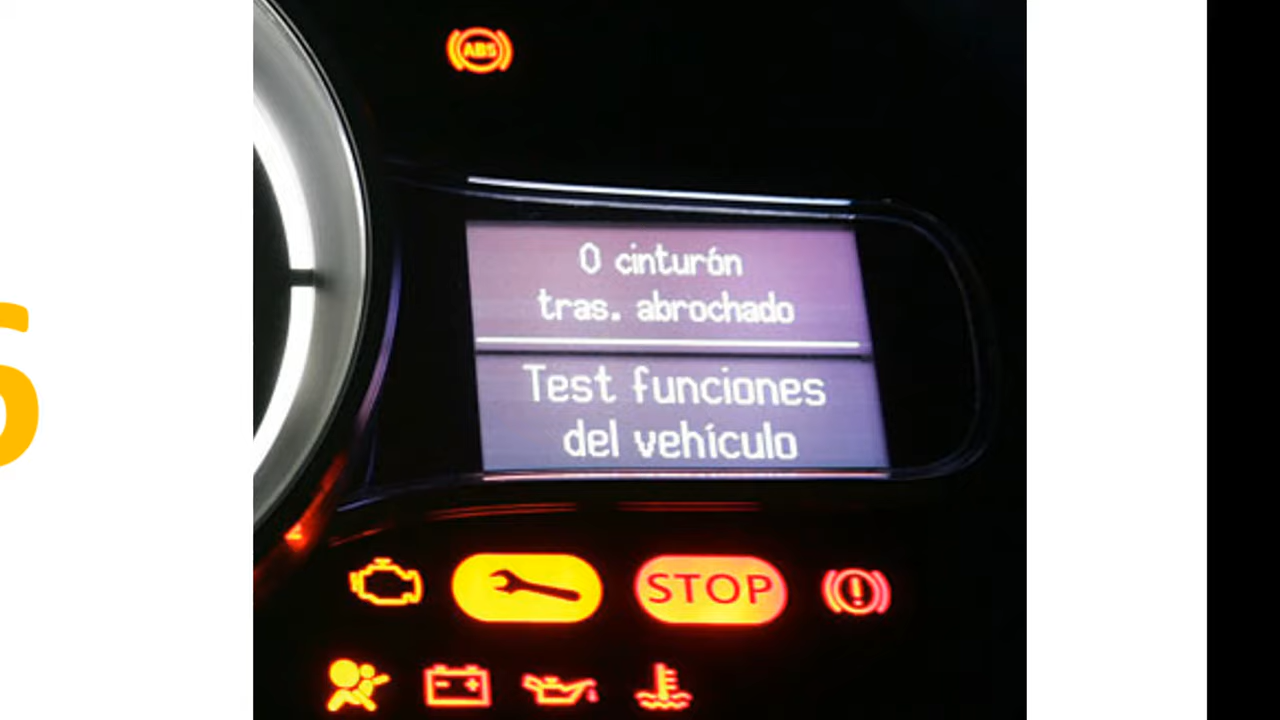 ABS
0 cinturón
tras. abrochado
Test funciones
del vehículo
STOP